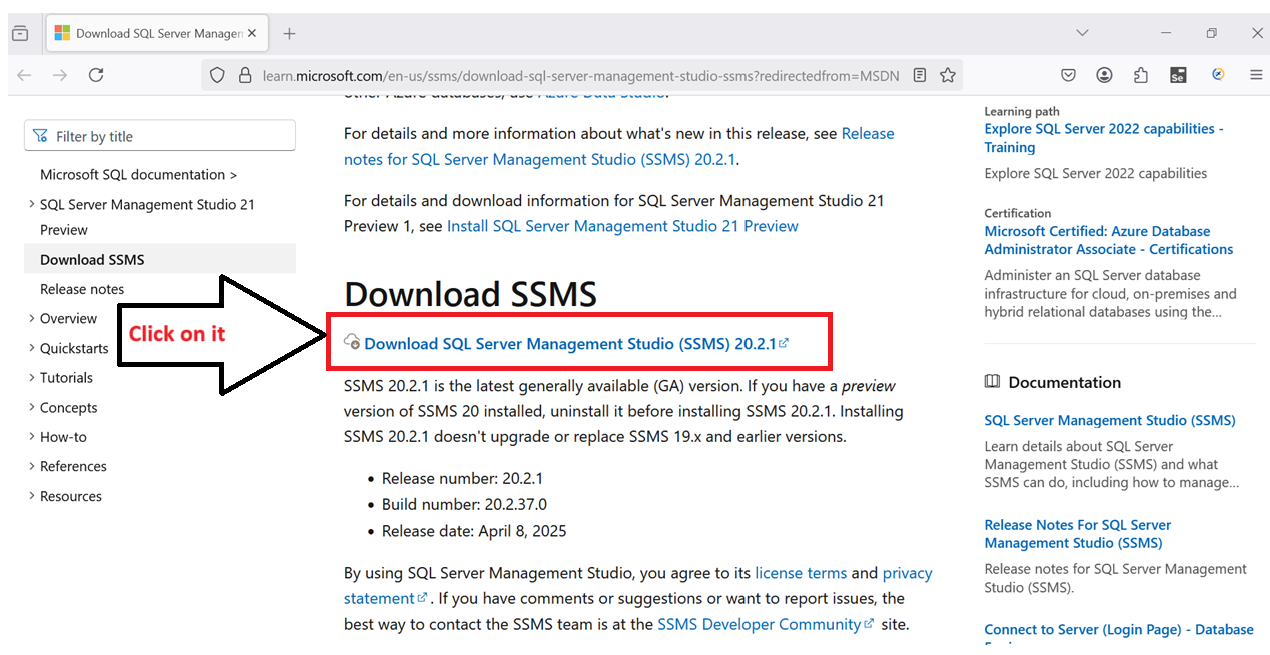 Download SQL Server Managen
learn.microsoft.com/en-us/ssms/download-sql-server-management-studio-ssms?redirectedfrom=MSDN
Se
Filter by title
Microsoft SQL documentation >
SQL Server Management Studio 21
Preview
Download SSMS
Release notes
Overview
Quickstarts
Tutorials
Concepts
How-to
References
Resources
Click on it
other Azure databases, use Azure Data Studio.
For details and more information about what's new in this release, see Release
notes for SQL Server Management Studio (SSMS) 20.2.1.
For details and download information for SQL Server Management Studio 21
Preview 1, see Install SQL Server Management Studio 21 Preview
Download SSMS
Download SQL Server Management Studio (SSMS) 20.2.1
SSMS 20.2.1 is the latest generally available (GA) version. If you have a preview
version of SSMS 20 installed, uninstall it before installing SSMS 20.2.1. Installing
SSMS 20.2.1 doesn't upgrade or replace SSMS 19.x and earlier versions.
• Release number: 20.2.1
• Build number: 20.2.37.0
• Release date: April 8, 2025
By using SQL Server Management Studio, you agree to its license terms and privacy
statement. If you have comments or suggestions or want to report issues, the
best way to contact the SSMS team is at the SSMS Developer Community site.
Learning path
Explore SQL Server 2022 capabilities -
Training
Explore SQL Server 2022 capabilities
Certification
Microsoft Certified: Azure Database
Administrator Associate - Certifications
Administer an SQL Server database
infrastructure for cloud, on-premises and
hybrid relational databases using the...
Documentation
SQL Server Management Studio (SSMS)
Learn details about SQL Server
Management Studio (SSMS) and what
SSMS can do, including how to manage...
Release Notes For SQL Server
Management Studio (SSMS)
Release notes for SQL Server Management
Studio (SSMS).
Connect to Server (Login Page) - Database